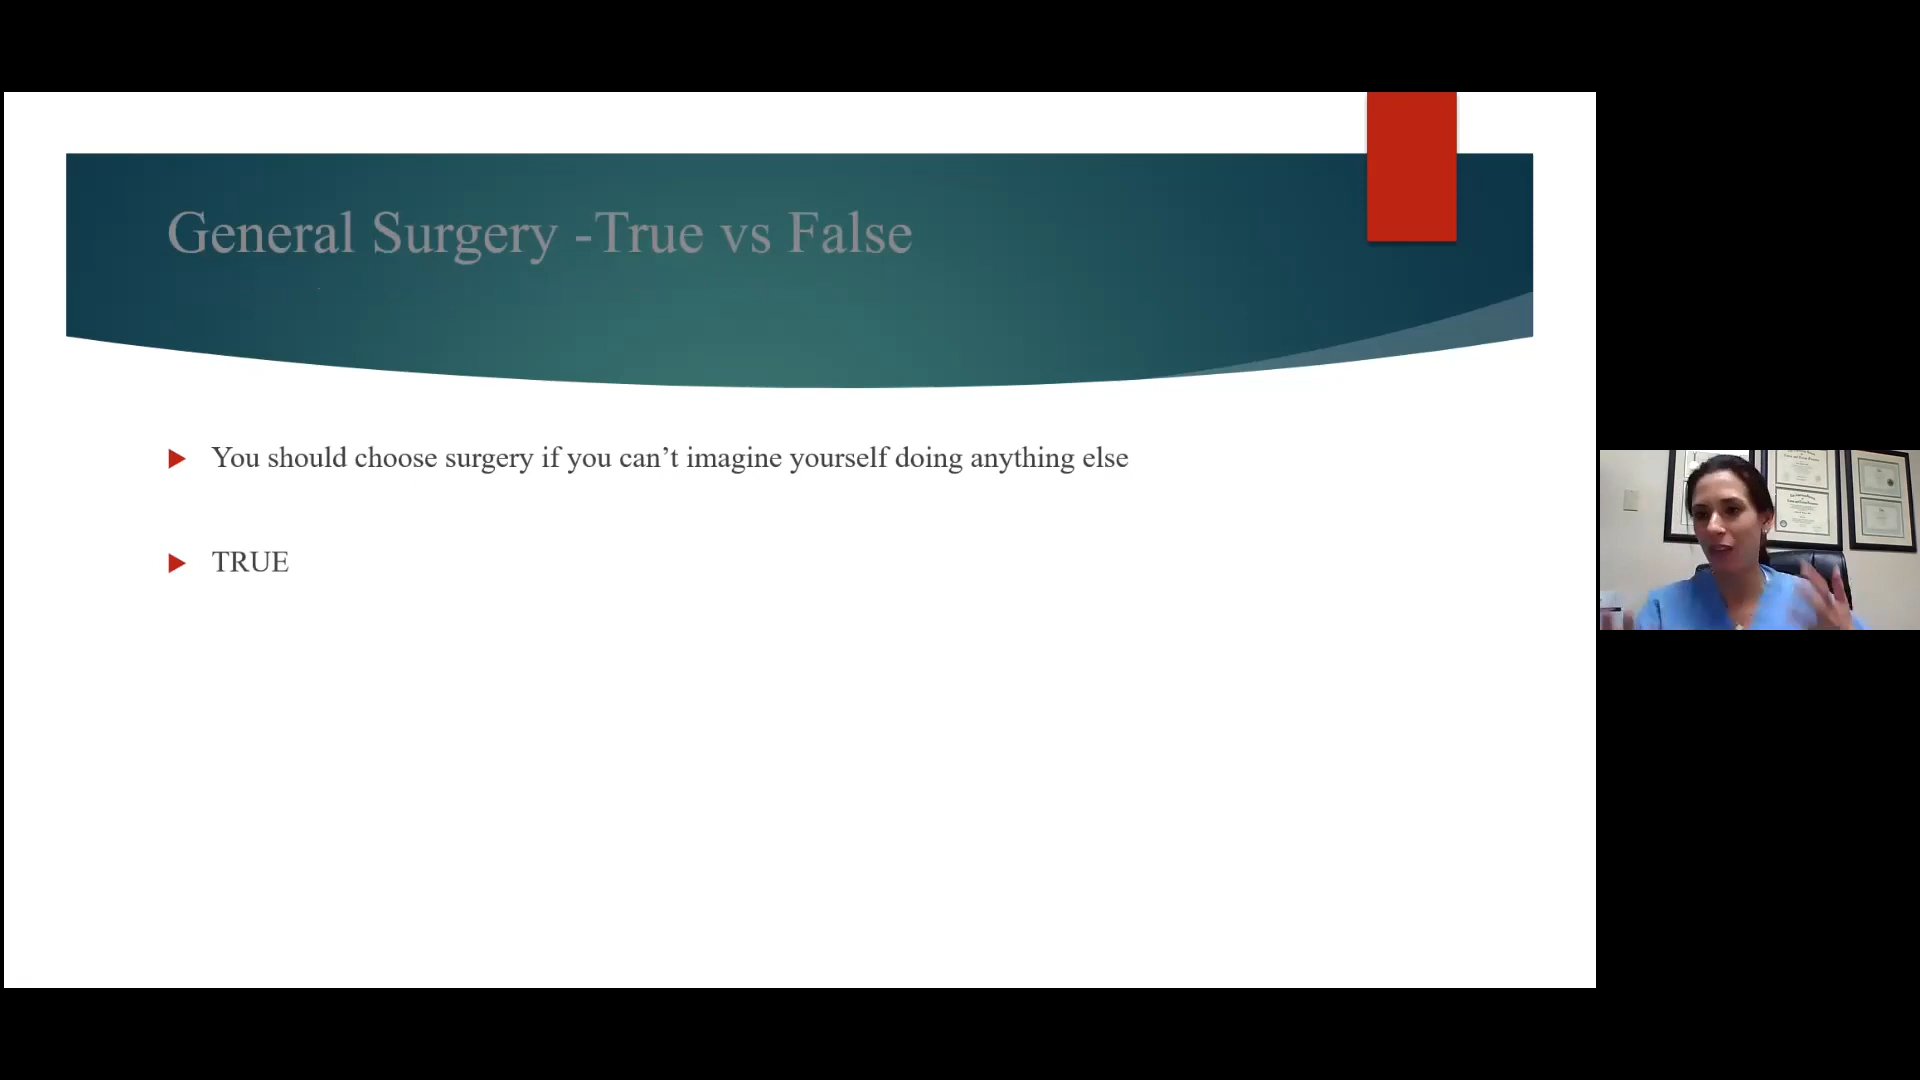 General Surgery -True vs False
You should choose surgery if you can’t imagine yourself doing anything else
TRUE